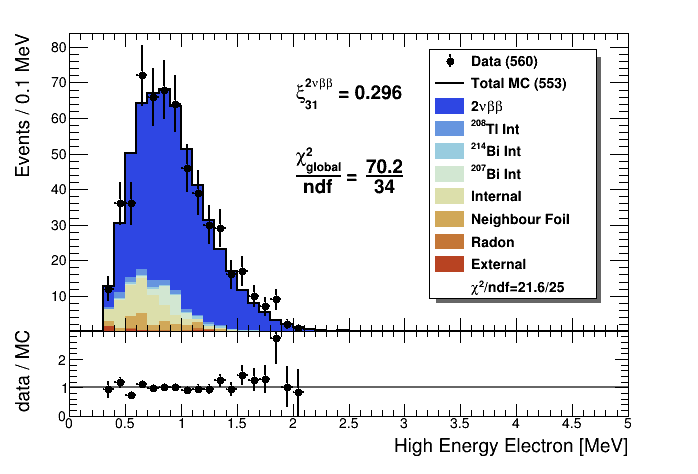 Events / 0.1 MeV
80
70
60
50
40
30
20
10
ξ 2νββ 31 = 0.296
χ² global / ndf = 70.2 / 34
Data (560)
Total MC (553)
2νββ
²⁰⁸Tl Int
²¹⁴Bi Int
²⁰⁷Bi Int
Internal
Neighbour Foil
Radon
External
χ²/ndf=21.6/25
data / MC
2
1
0
0 0.5 1 1.5 2 2.5 3 3.5 4 4.5 5
High Energy Electron [MeV]